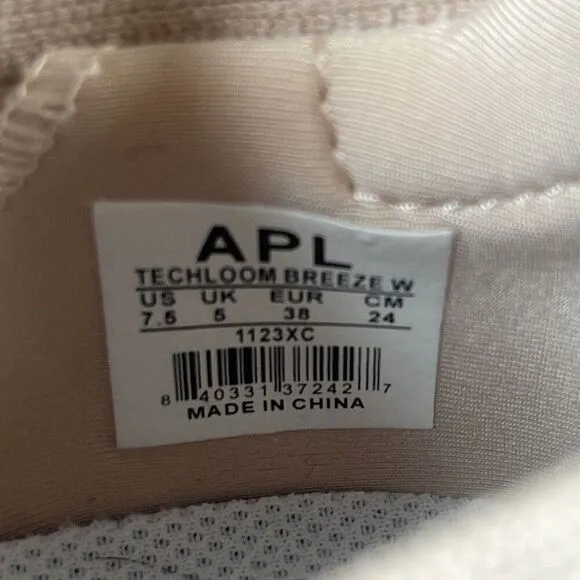 APL
TECHLOOM BREEZE W
US UK EUR CM
7.5 5 38 24
1123XC
8 40331 37242 7
MADE IN CHINA